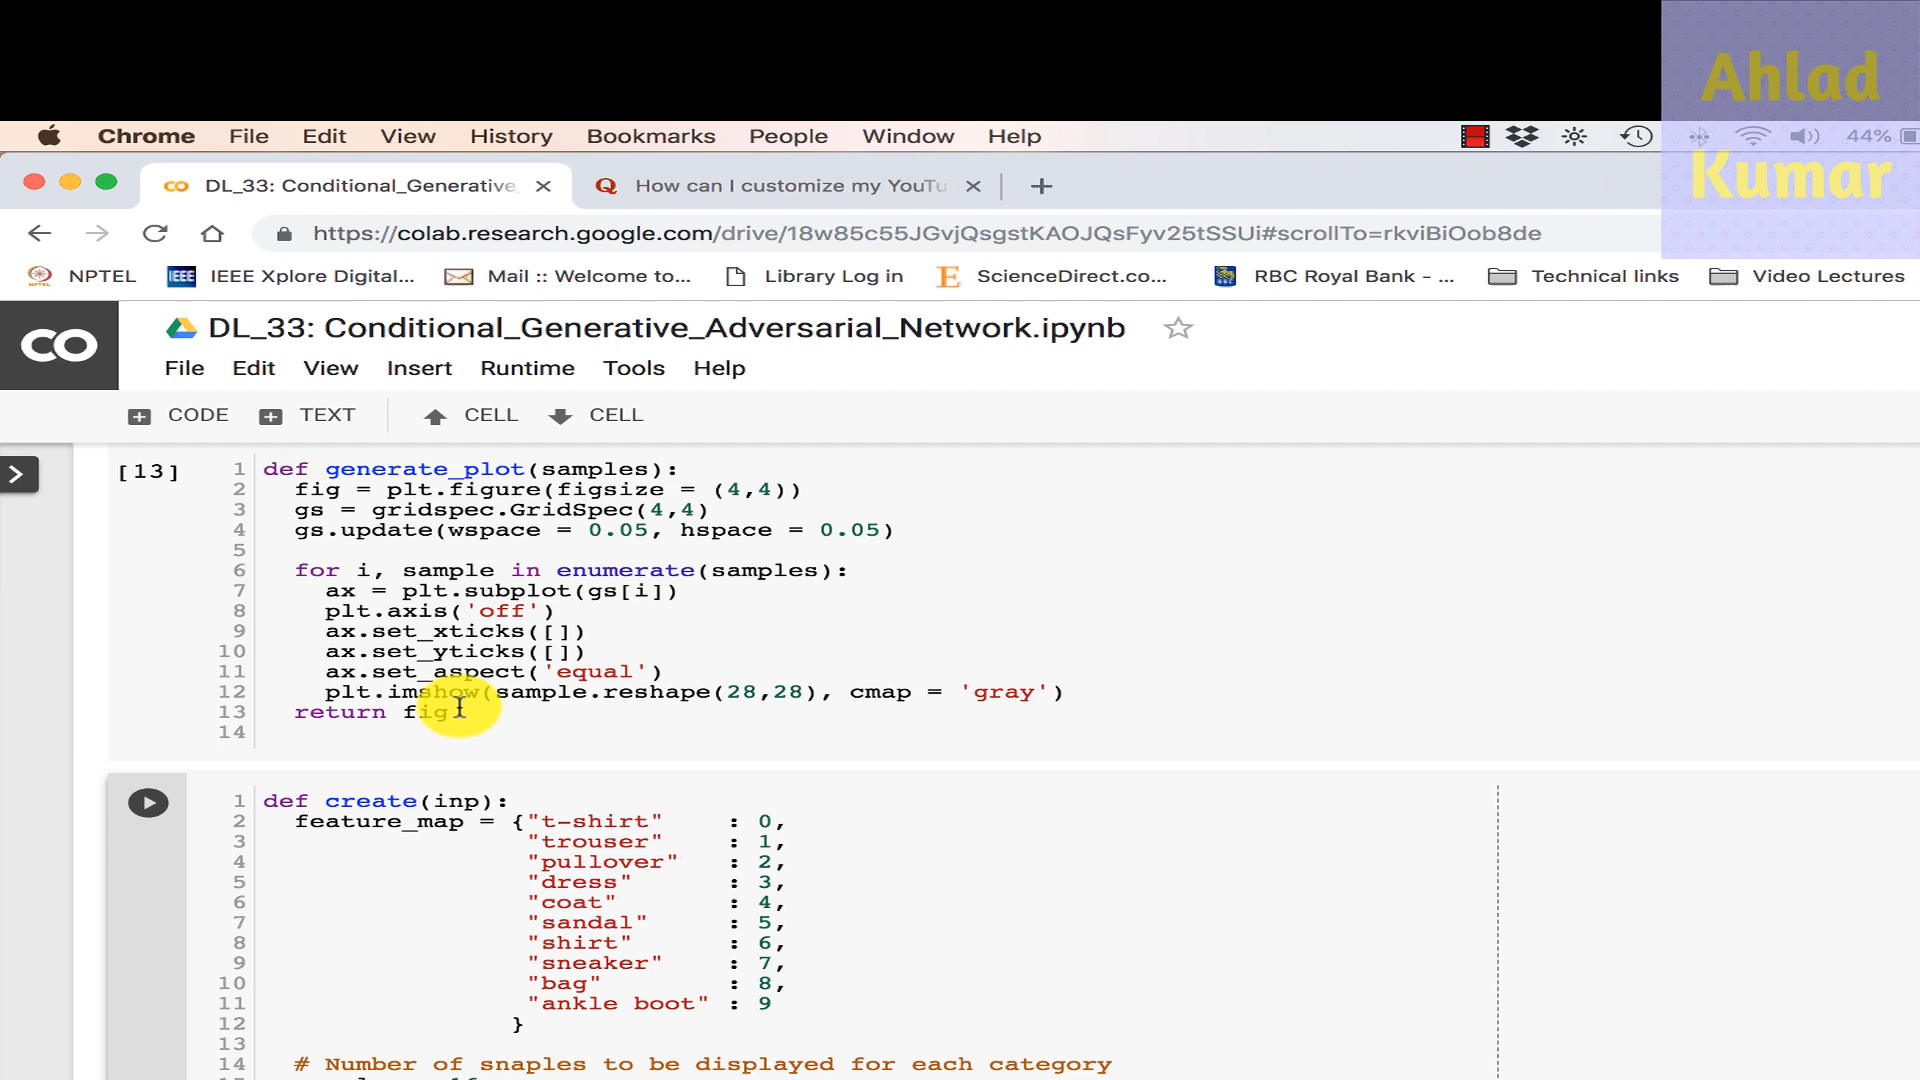 Ahlad
Kumar
Chrome File Edit View History Bookmarks People Window Help 44%
DL_33: Conditional_Generative_ How can I customize my YouTu
https://colab.research.google.com/drive/18w85c55JGvjQsgstKAOJQsFyv25tSSUi#scrollTo=rkviBiOob8de
NPTEL IEEE Xplore Digital... Mail :: Welcome to... Library Log in ScienceDirect.co... RBC Royal Bank - ... Technical links Video Lectures
DL_33: Conditional_Generative_Adversarial_Network.ipynb
File Edit View Insert Runtime Tools Help
CODE TEXT CELL CELL
[13] 1 def generate_plot(samples):
2 fig = plt.figure(figsize = (4,4))
3 gs = gridspec.GridSpec(4,4)
4 gs.update(wspace = 0.05, hspace = 0.05)
5
6 for i, sample in enumerate(samples):
7 ax = plt.subplot(gs[i])
8 plt.axis('off')
9 ax.set_xticks([])
10 ax.set_yticks([])
11 ax.set_aspect('equal')
12 plt.imshow(sample.reshape(28,28), cmap = 'gray')
13 return fig
14
1 def create(inp):
2 feature_map = {"t-shirt" : 0,
3 "trouser" : 1,
4 "pullover" : 2,
5 "dress" : 3,
6 "coat" : 4,
7 "sandal" : 5,
8 "shirt" : 6,
9 "sneaker" : 7,
10 "bag" : 8,
11 "ankle boot" : 9
12 }
13
14 # Number of snaples to be displayed for each category